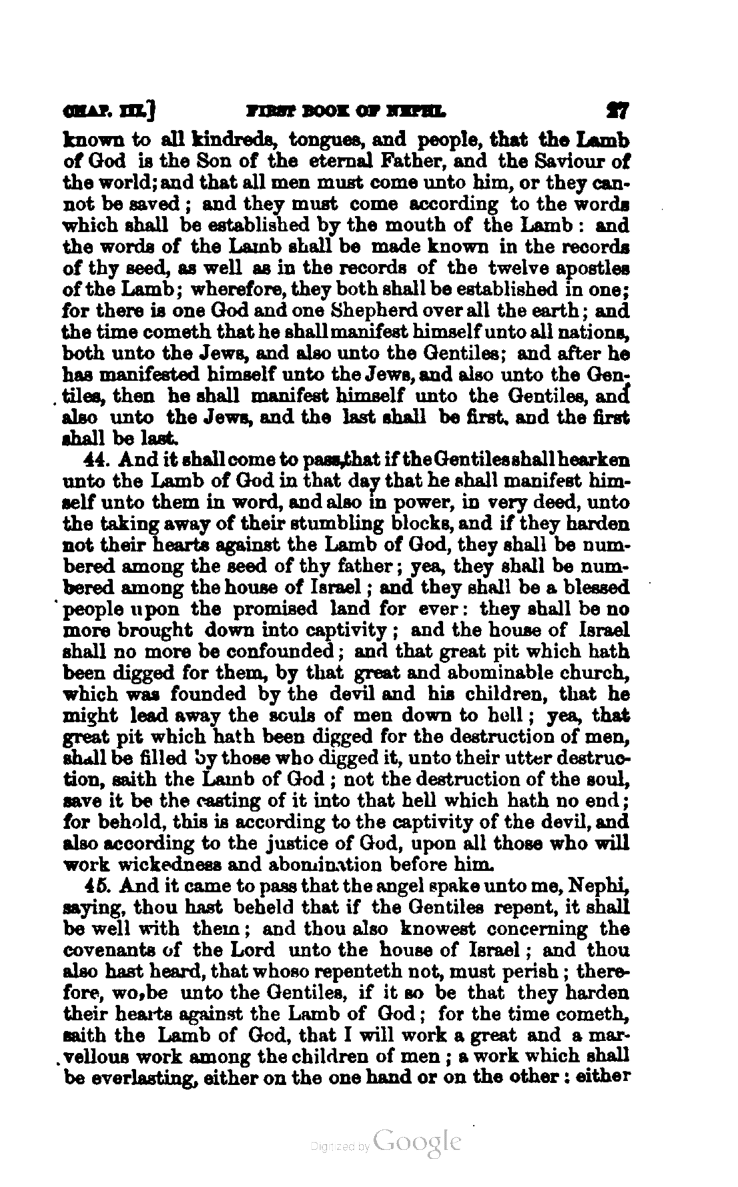 CHAP. III.] FIRST BOOK OF NEPHI. 27
known to all kindreds, tongues, and people, that the Lamb
of God is the Son of the eternal Father, and the Saviour of
the world; and that all men must come unto him, or they can-
not be saved; and they must come according to the words
which shall be established by the mouth of the Lamb: and
the words of the Lamb shall be made known in the records
of thy seed, as well as in the records of the twelve apostles
of the Lamb; wherefore, they both shall be established in one;
for there is one God and one Shepherd over all the earth; and
the time cometh that he shall manifest himself unto all nations,
both unto the Jews, and also unto the Gentiles; and after he
has manifested himself unto the Jews, and also unto the Gen-
tiles, then he shall manifest himself unto the Gentiles, and
also unto the Jews, and the last shall be first, and the first
shall be last.
44. And it shall come to pass, that if the Gentiles shall hearken
unto the Lamb of God in that day that he shall manifest him-
self unto them in word, and also in power, in very deed, unto
the taking away of their stumbling blocks, and if they harden
not their hearts against the Lamb of God, they shall be num-
bered among the seed of thy father; yea, they shall be num-
bered among the house of Israel; and they shall be a blessed
people upon the promised land for ever: they shall be no
more brought down into captivity; and the house of Israel
shall no more be confounded; and that great pit which hath
been digged for them, by that great and abominable church,
which was founded by the devil and his children, that he
might lead away the souls of men down to hell; yea, that
great pit which hath been digged for the destruction of men,
shall be filled by those who digged it, unto their utter destruc-
tion, saith the Lamb of God; not the destruction of the soul,
save it be the casting of it into that hell which hath no end;
for behold, this is according to the captivity of the devil, and
also according to the justice of God, upon all those who will
work wickedness and abomination before him.
45. And it came to pass that the angel spake unto me, Nephi,
saying, thou hast beheld that if the Gentiles repent, it shall
be well with them; and thou also knowest concerning the
covenants of the Lord unto the house of Israel; and thou
also hast heard, that whoso repenteth not, must perish; there-
fore, wo, be unto the Gentiles, if it so be that they harden
their hearts against the Lamb of God; for the time cometh,
saith the Lamb of God, that I will work a great and a mar-
vellous work among the children of men; a work which shall
be everlasting, either on the one hand or on the other: either
Digitized by Google